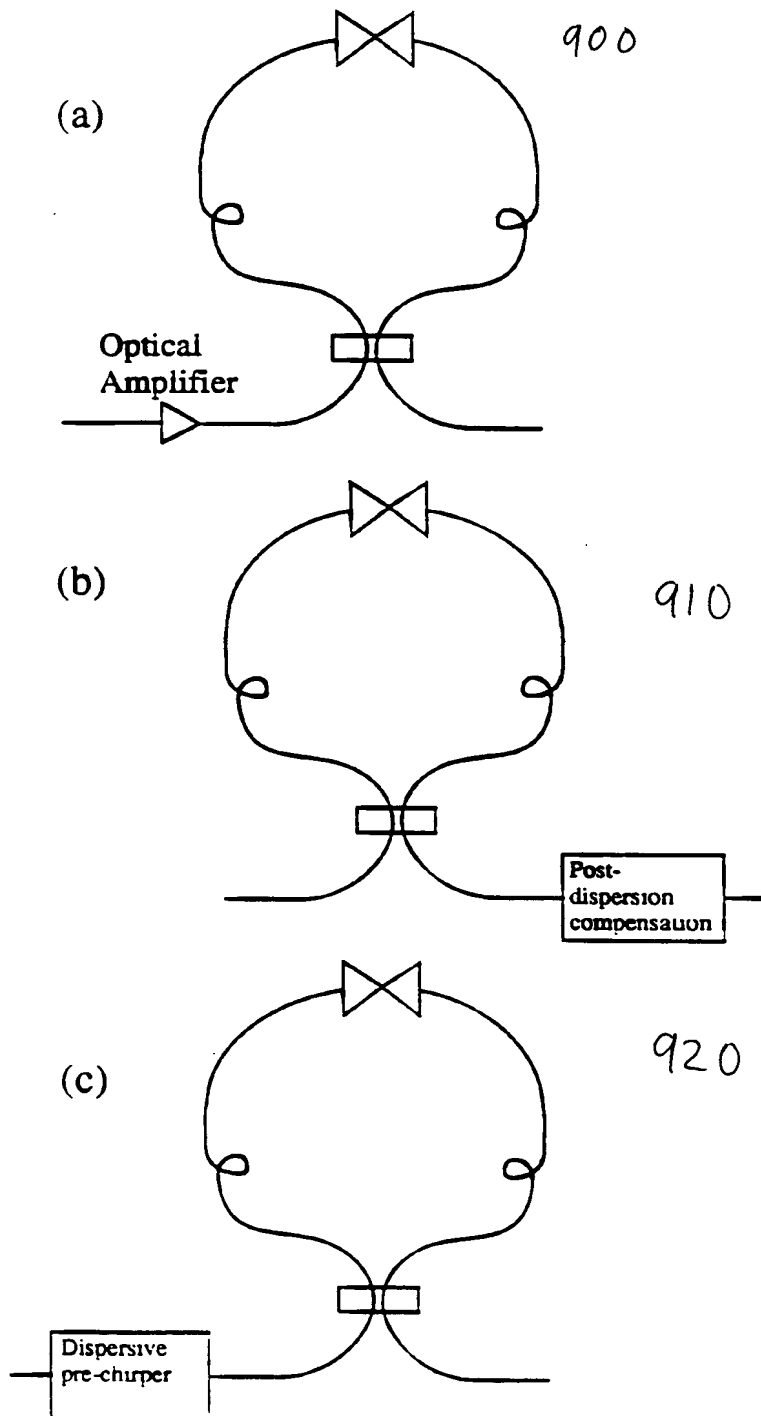 900
(a)
Optical
Amplifier
910
(b)
Post-
dispersion
compensation
920
(c)
Dispersive
pre-chirper